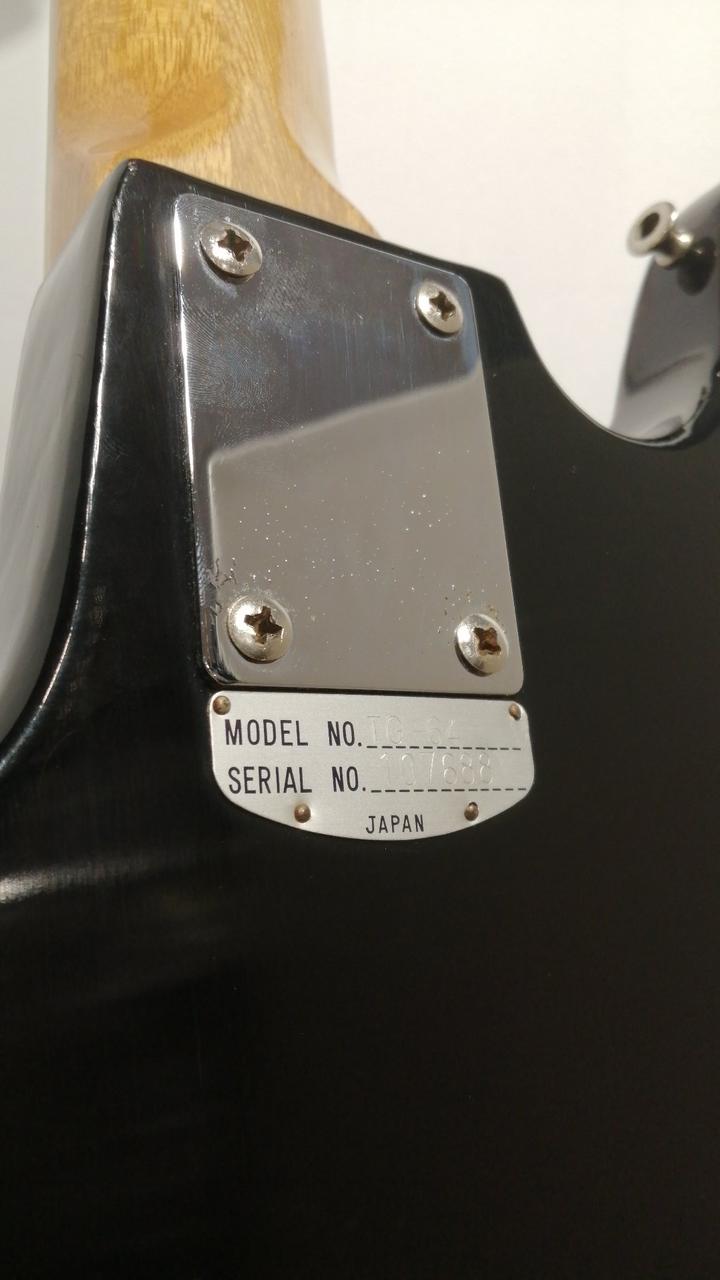 MODEL NO. TG-64
SERIAL NO. 107688
JAPAN